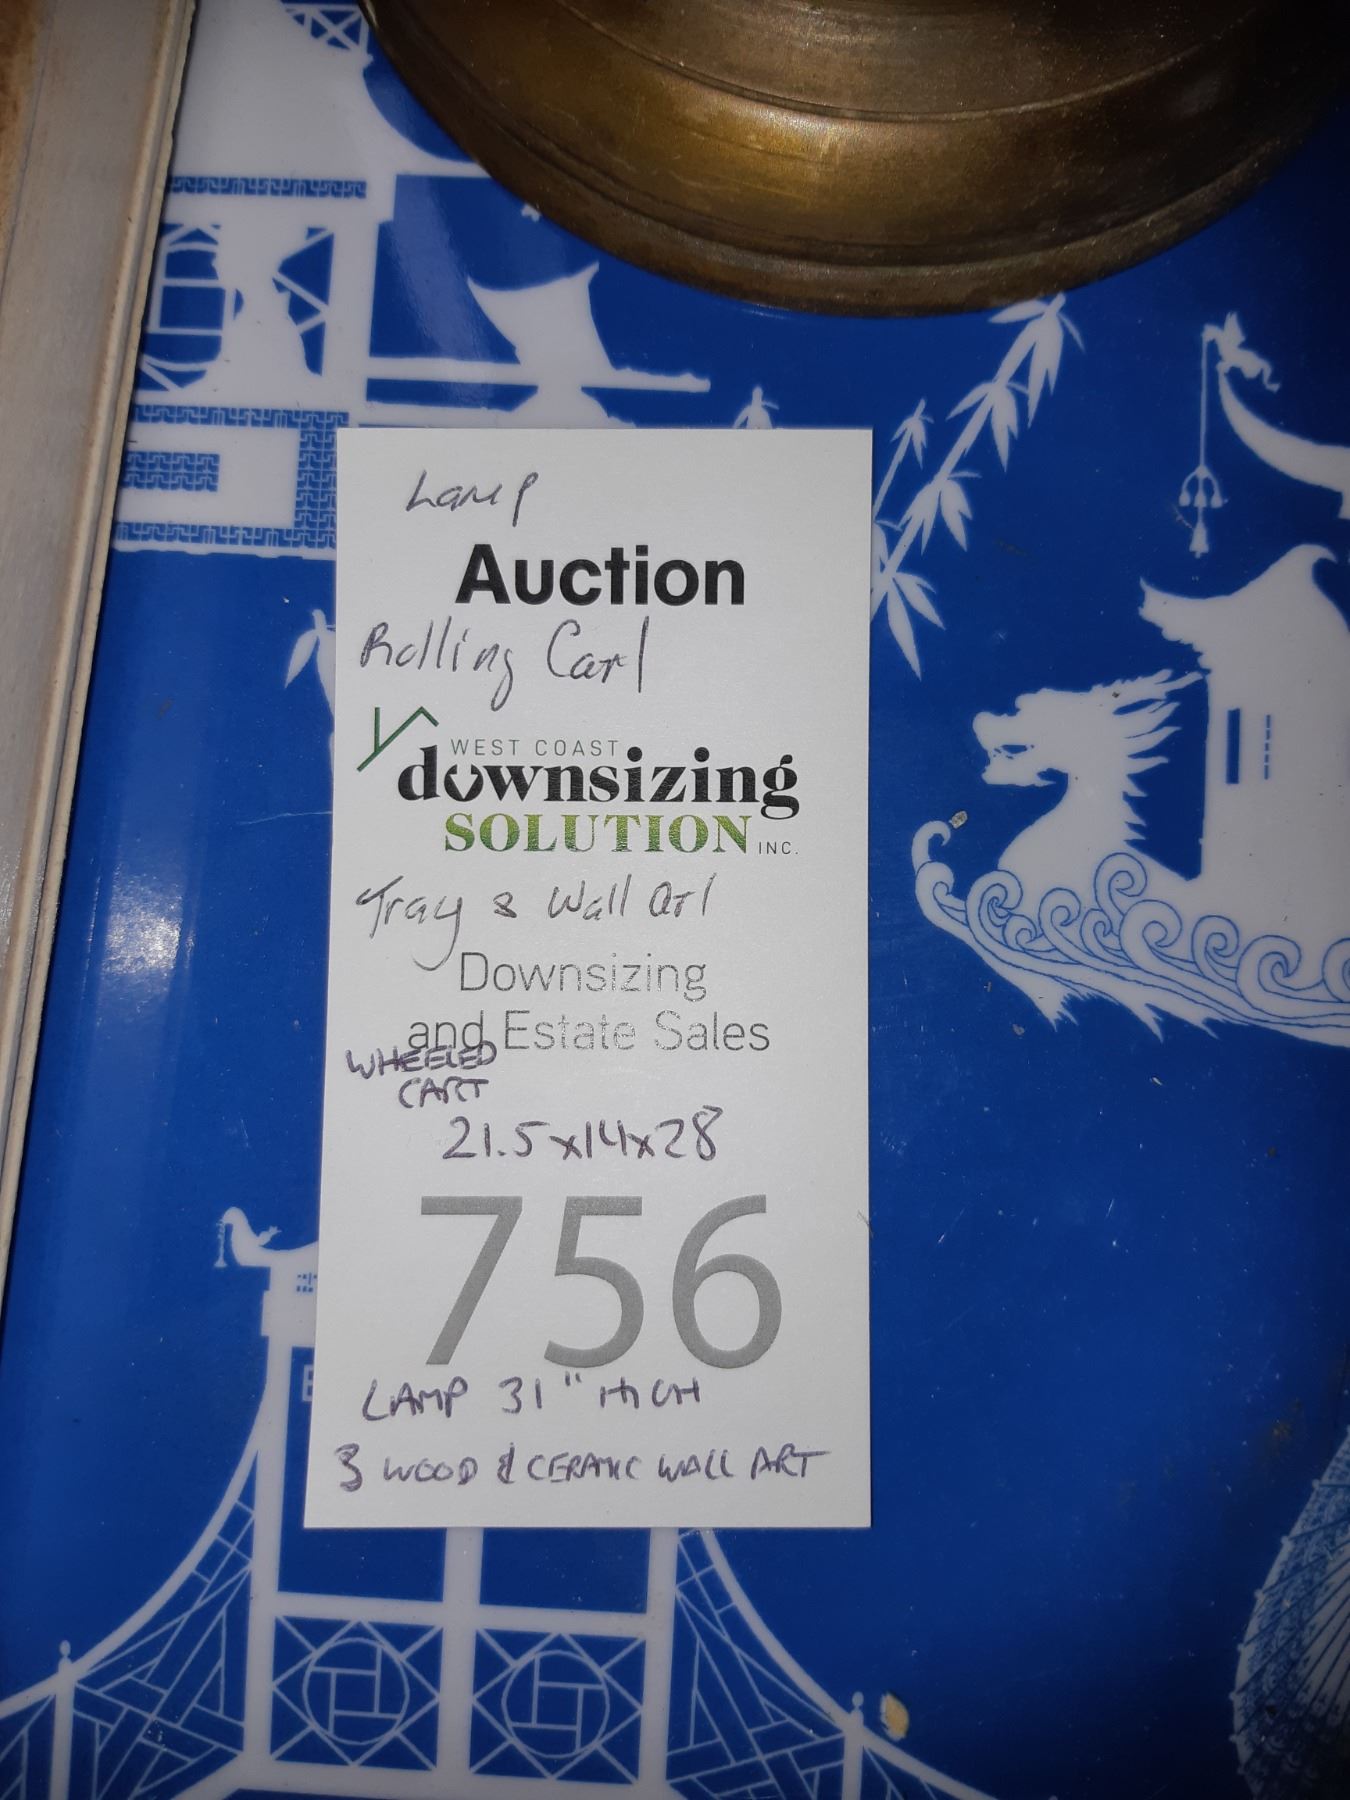 Lamp
Auction
Rolling Cart
WEST COAST
downsizing
SOLUTION INC.
Tray & Wall Art
Downsizing
and Estate Sales
WHEELED
CART
21.5x14x28
756
LAMP 31" HIGH
3 WOOD & CERAMIC WALL ART